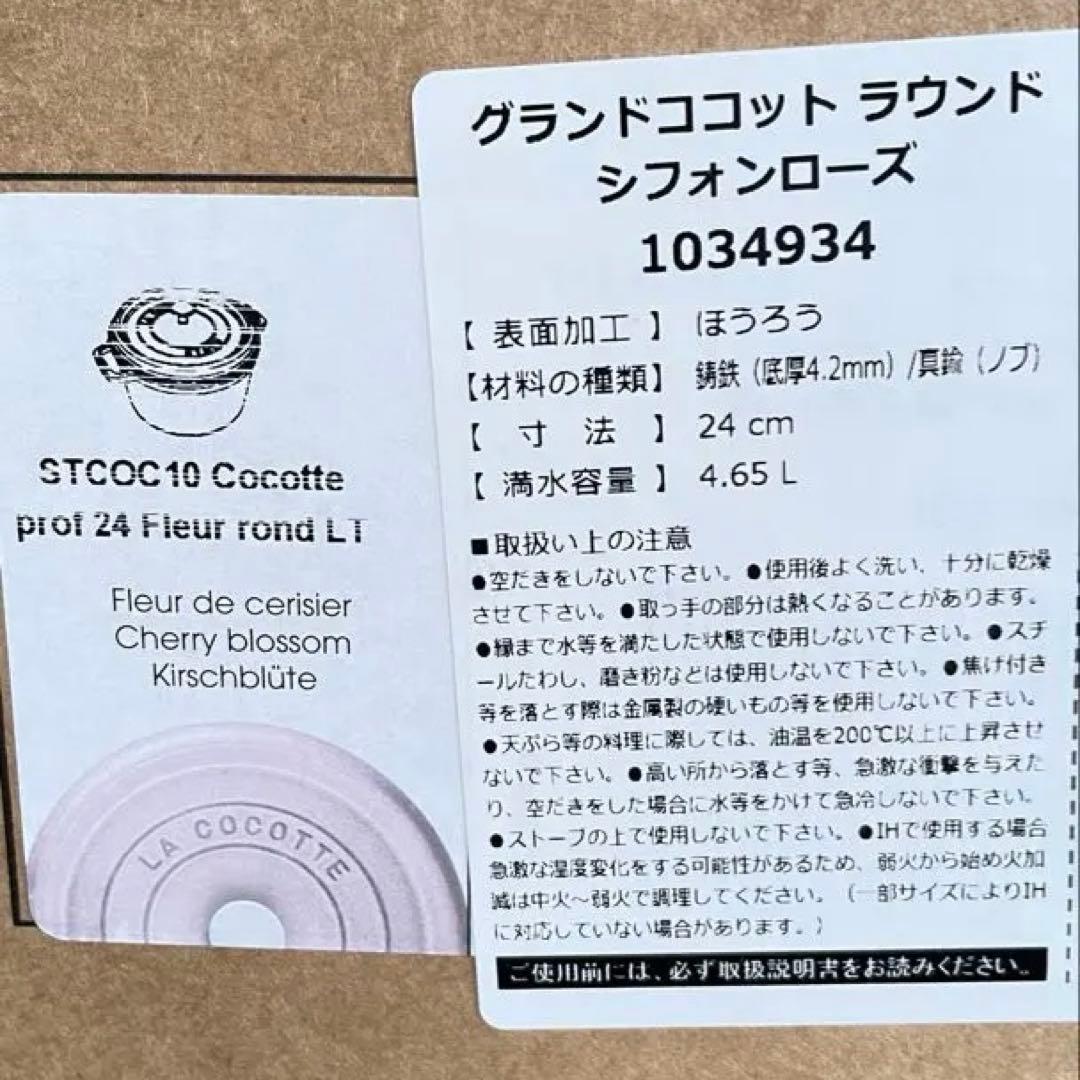 グランドココット ラウンド
シフォンローズ
1034934
【 表面加工 】 ほうろう
【材料の種類】 鋳鉄（底厚4.2mm）/真鍮（ノブ）
【 寸 法 】 24 cm
【 満水容量 】 4.65 L
■取扱い上の注意
●空だきをしないで下さい。●使用後よく洗い、十分に乾燥
させて下さい。●取っ手の部分は熱くなることがあります。
●縁まで水等を満たした状態で使用しないで下さい。●スチ
ールたわし、磨き粉などは使用しないで下さい。●焦げ付き
等を落とす際は金属製の硬いもの等を使用しないて下さい。
●天ぷら等の料理に際しては、油温を200℃以上に上昇させ
ないで下さい。●高い所から落とす等、急激な衝撃を与えた
り、空だきをした場合に水等をかけて急冷しないで下さい。
●ストーブの上で使用しないで下さい。●IHで使用する場合
急激な温度変化をする可能性があるため、弱火から始め火加
減は中火～弱火で調理してください。（一部サイズによりIH
に対応していない場合があります。）
ご使用前には、必ず取扱説明書をお読みください。
STCOC10 Cocotte
prof 24 Fleur rond LT
Fleur de cerisier
Cherry blossom
Kirschblüte
LA COCOTTE